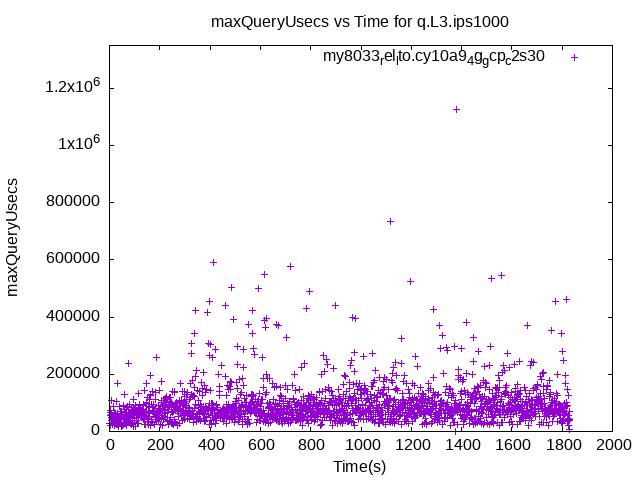 maxQueryUsecs vs Time for q.L3.ips1000
my8033_rel_lto.cy10a9_4g_gcp_c2s30
1.2x10^6
1x10^6
800000
600000
400000
200000
0
maxQueryUsecs
0 200 400 600 800 1000 1200 1400 1600 1800 2000
Time(s)